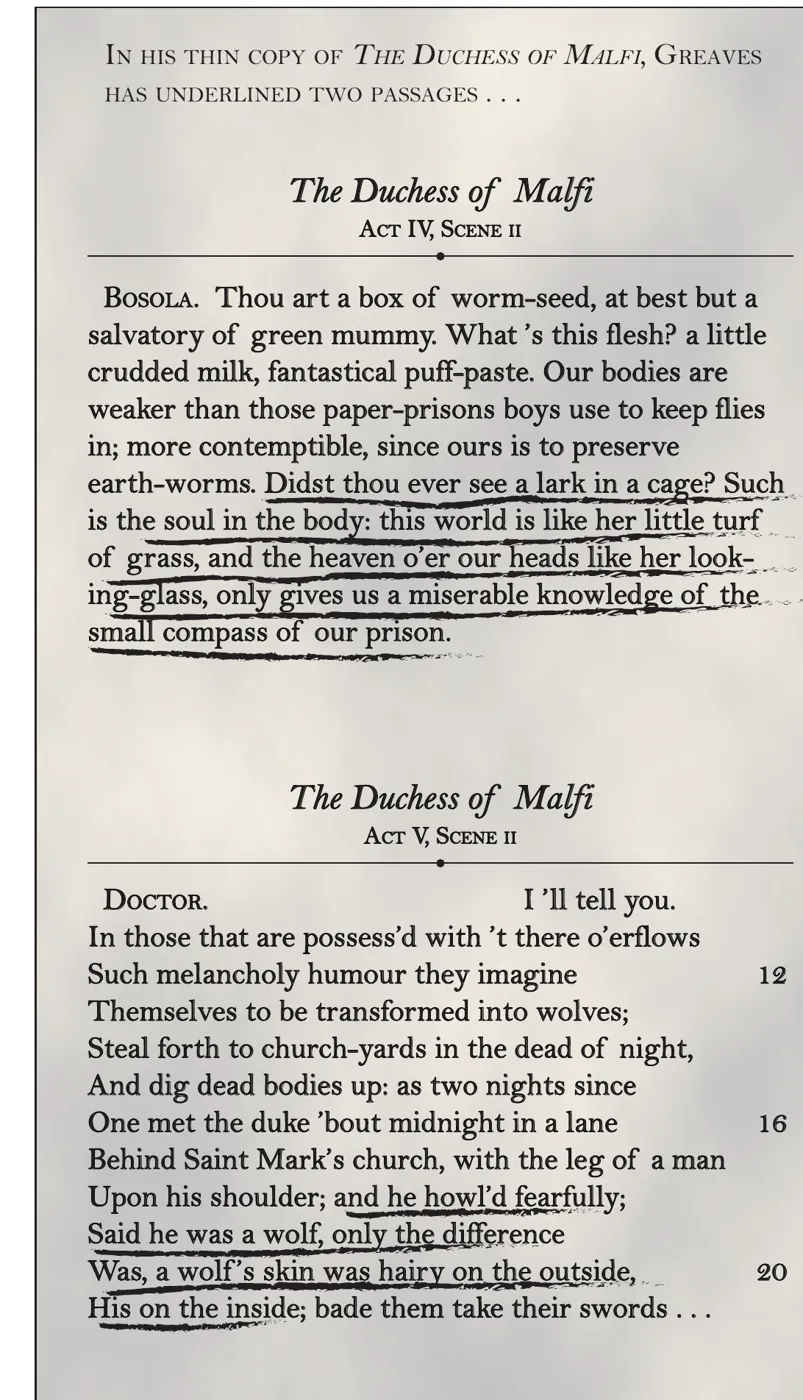 In his thin copy of The Duchess of Malfi, Greaves
has underlined two passages . . .
The Duchess of Malfi
Act IV, Scene II
Bosola. Thou art a box of worm-seed, at best but a
salvatory of green mummy. What ’s this flesh? a little
crudded milk, fantastical puff-paste. Our bodies are
weaker than those paper-prisons boys use to keep flies
in; more contemptible, since ours is to preserve
earth-worms. Didst thou ever see a lark in a cage? Such
is the soul in the body: this world is like her little turf
of grass, and the heaven o’er our heads like her look-
ing-glass, only gives us a miserable knowledge of the
small compass of our prison.
The Duchess of Malfi
Act V, Scene II
Doctor. I ’ll tell you.
In those that are possess’d with ’t there o’erflows
Such melancholy humour they imagine 12
Themselves to be transformed into wolves;
Steal forth to church-yards in the dead of night,
And dig dead bodies up: as two nights since
One met the duke ’bout midnight in a lane 16
Behind Saint Mark’s church, with the leg of a man
Upon his shoulder; and he howl’d fearfully;
Said he was a wolf, only the difference
Was, a wolf’s skin was hairy on the outside, 20
His on the inside; bade them take their swords . . .